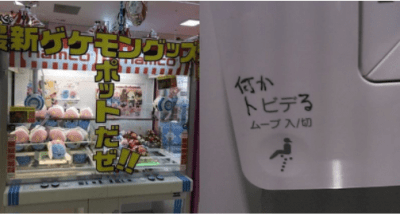 最新ゲケモングッズ
ポットだぜ!!
何か
トビデる
ムーブ 入/切